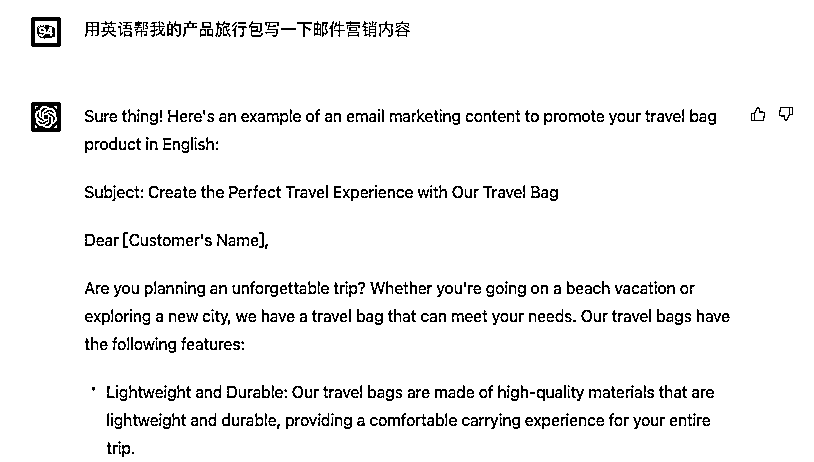 用英语帮我的产品旅行包写一下邮件营销内容
Sure thing! Here's an example of an email marketing content to promote your travel bag
product in English:
Subject: Create the Perfect Travel Experience with Our Travel Bag
Dear [Customer's Name],
Are you planning an unforgettable trip? Whether you're going on a beach vacation or
exploring a new city, we have a travel bag that can meet your needs. Our travel bags have
the following features:
• Lightweight and Durable: Our travel bags are made of high-quality materials that are
lightweight and durable, providing a comfortable carrying experience for your entire
trip.